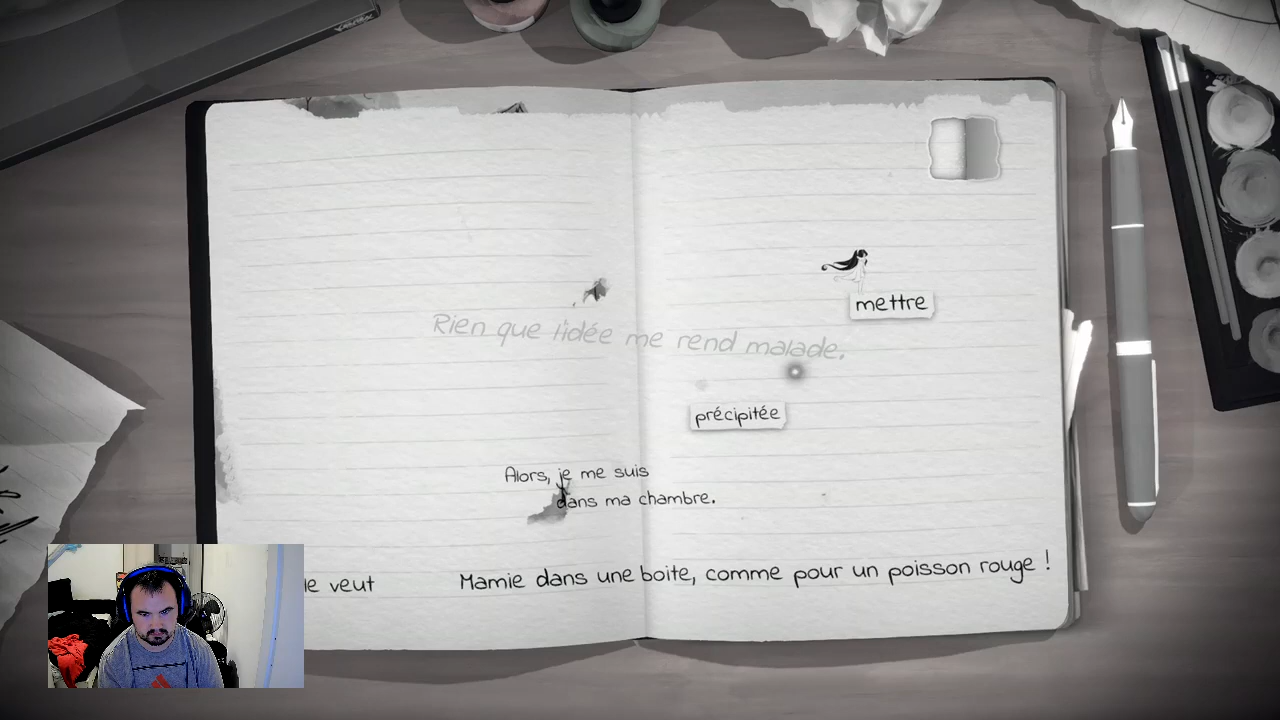 mettre
Rien que l'idée me rend malade.
précipitée
Alors, je me suis
dans ma chambre.
le veut Mamie dans une boite, comme pour un poisson rouge !